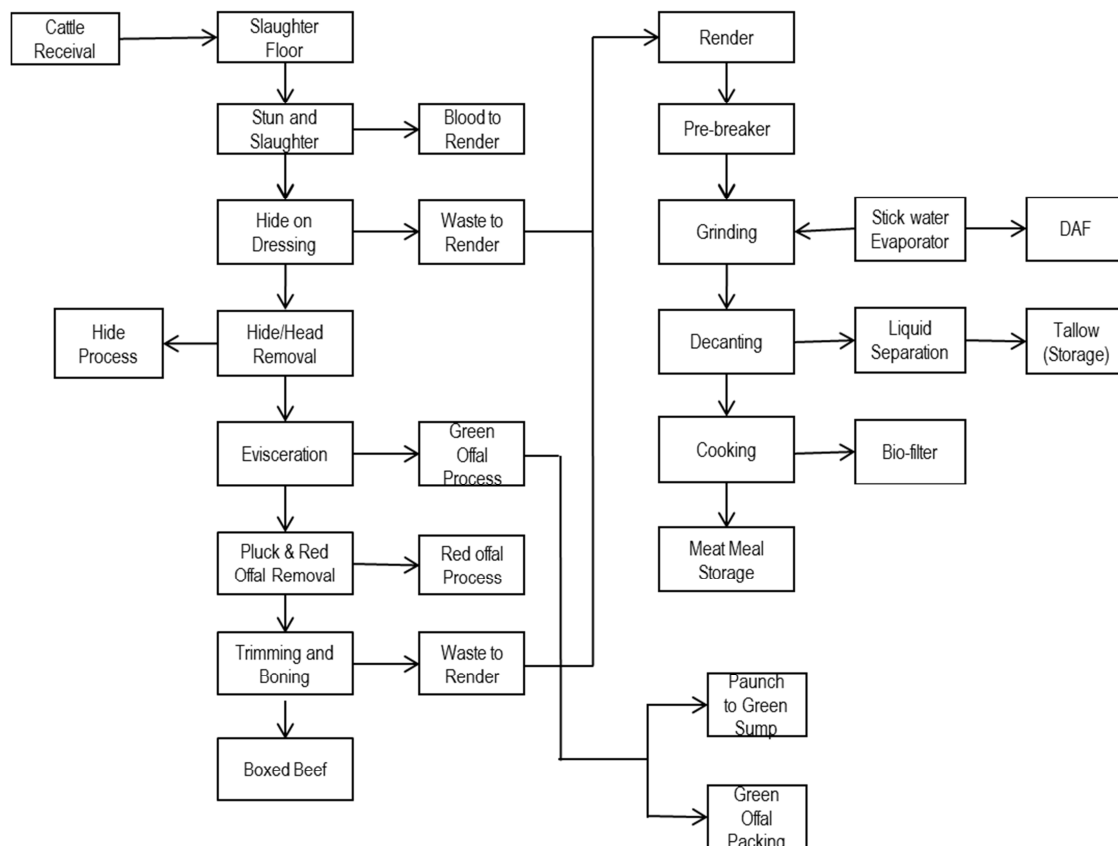 Cattle
Receival
Slaughter
Floor
Render
Stun and
Slaughter
Blood to
Render
Pre-breaker
Hide on
Dressing
Waste to
Render
Grinding
Stick water
Evaporator
DAF
Hide
Process
Hide/Head
Removal
Decanting
Liquid
Separation
Tallow
(Storage)
Evisceration
Green
Offal
Process
Cooking
Bio-filter
Pluck & Red
Offal Removal
Red offal
Process
Meat Meal
Storage
Trimming and
Boning
Waste to
Render
Paunch
to Green
Sump
Boxed Beef
Green
Offal
Packing